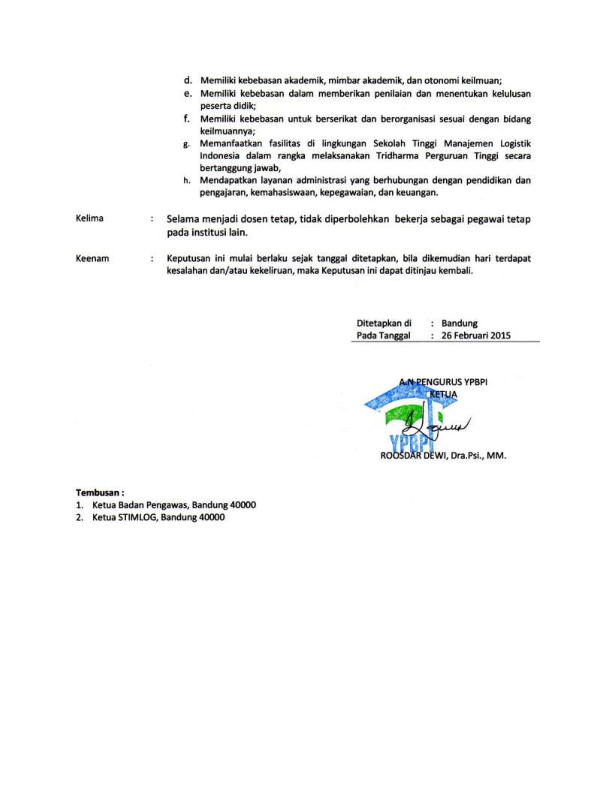 d. Memiliki kebebasan akademik, mimbar akademik, dan otonomi keilmuan;
e. Memiliki kebebasan dalam memberikan penilaian dan menentukan kelulusan
peserta didik;
f. Memiliki kebebasan untuk berserikat dan berorganisasi sesuai dengan bidang
keilmuannya;
g. Memanfaatkan fasilitas di lingkungan Sekolah Tinggi Manajemen Logistik
Indonesia dalam rangka melaksanakan Tridharma Perguruan Tinggi secara
bertanggung jawab,
h. Mendapatkan layanan administrasi yang berhubungan dengan pendidikan dan
pengajaran, kemahasiswaan, kepegawaian, dan keuangan.
Kelima : Selama menjadi dosen tetap, tidak diperbolehkan bekerja sebagai pegawai tetap
pada institusi lain.
Keenam : Keputusan ini mulai berlaku sejak tanggal ditetapkan, bila dikemudian hari terdapat
kesalahan dan/atau kekeliruan, maka Keputusan ini dapat ditinjau kembali.
Ditetapkan di : Bandung
Pada Tanggal : 26 Februari 2015
A.N PENGURUS YPBPI
KETUA
YPBPI
ROOSDAR DEWI, Dra.Psi., MM.
Tembusan :
1. Ketua Badan Pengawas, Bandung 40000
2. Ketua STIMLOG, Bandung 40000